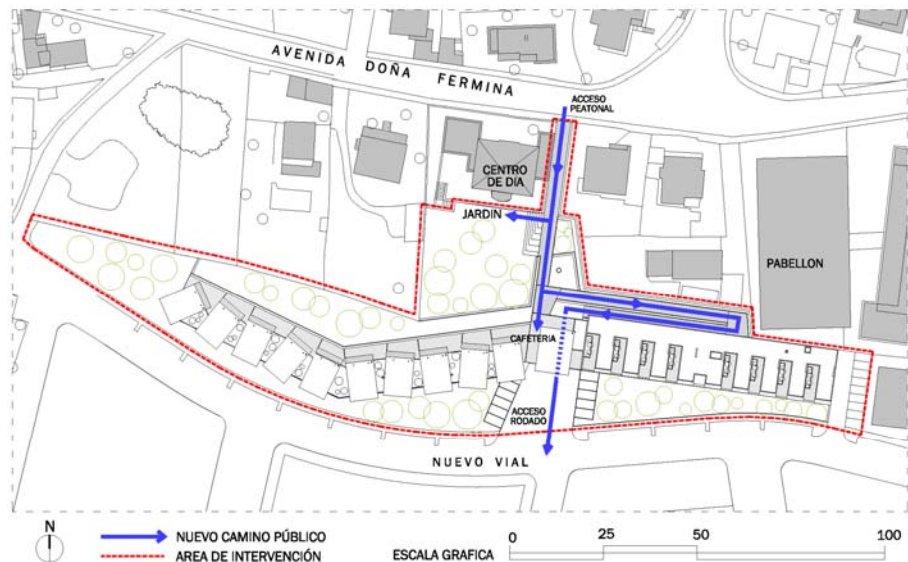 AVENIDA DOÑA FERMINA
ACCESO
PEATONAL
CENTRO
DE DIA
JARDIN
PABELLON
CAFETERIA
ACCESO
RODADO
NUEVO VIAL
N
NUEVO CAMINO PÚBLICO
AREA DE INTERVENCIÓN
ESCALA GRAFICA
0 25 50 100